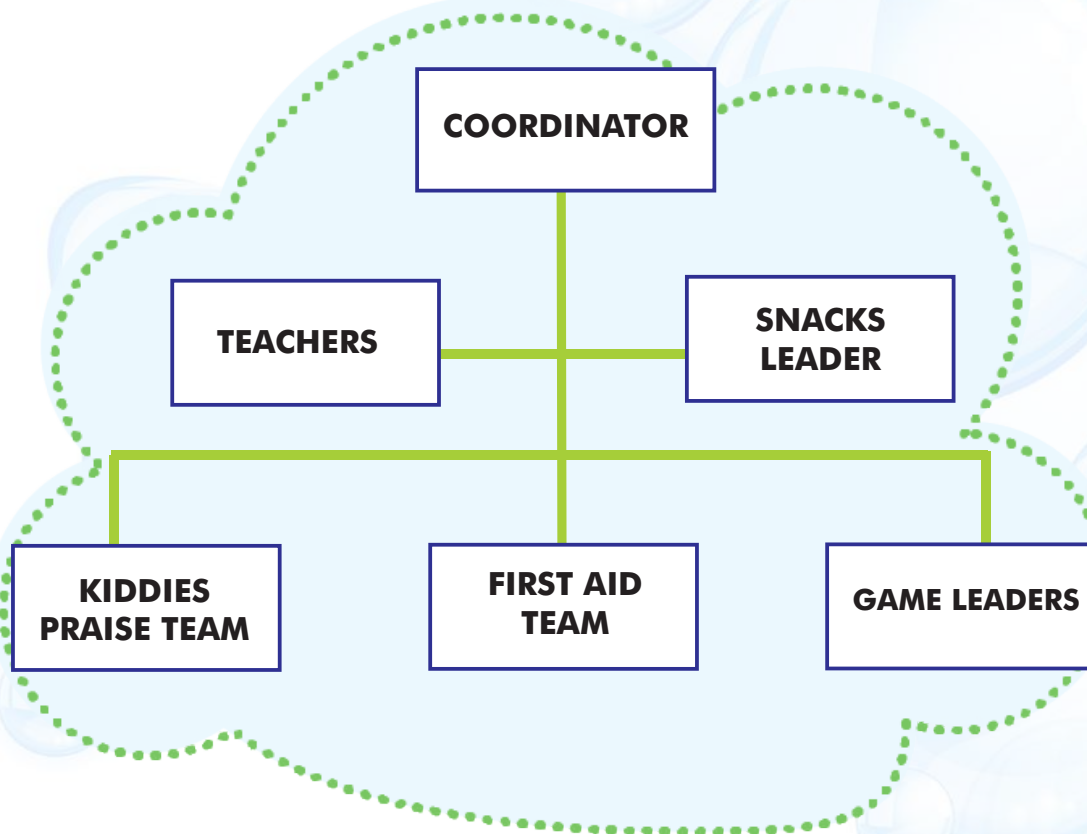 COORDINATOR
TEACHERS
SNACKS
LEADER
KIDDIES
PRAISE TEAM
FIRST AID
TEAM
GAME LEADERS